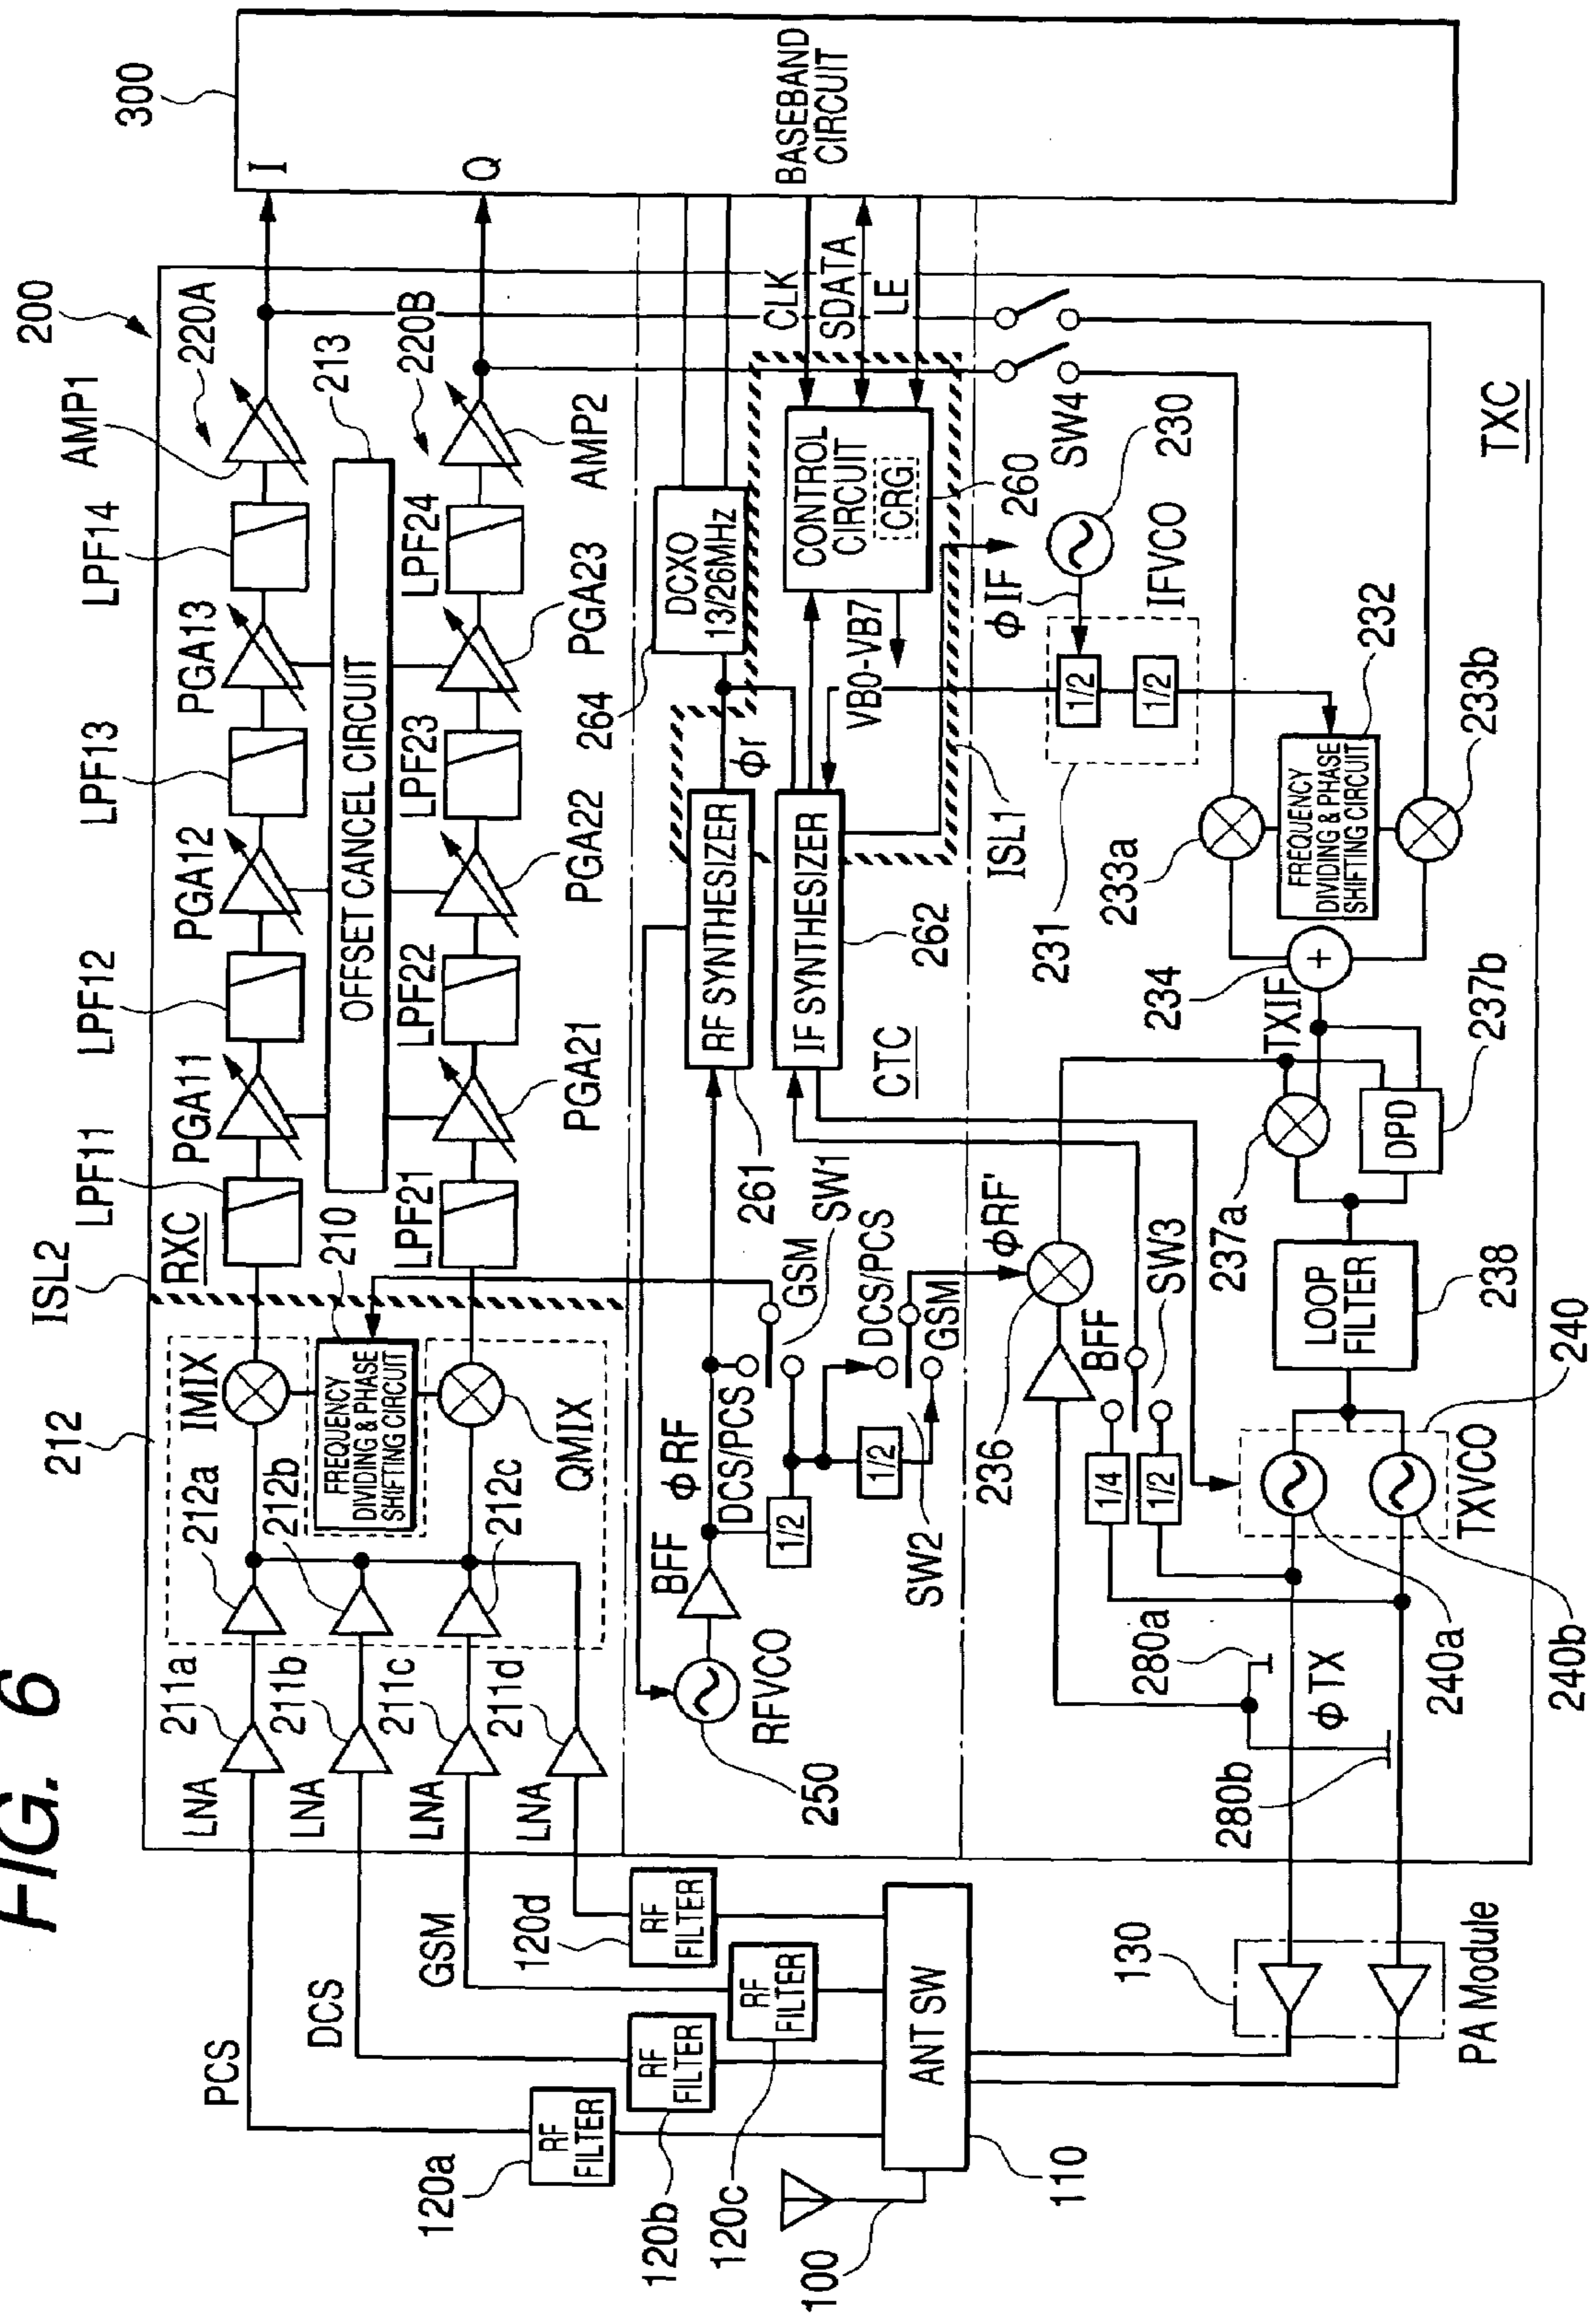 FIG. 6
200
300
ISL2
212
LPF11
PGA11
LPF12
PGA12
LPF13
PGA13
LPF14
AMP1
220A
RXC
I
Q
BASEBAND
CIRCUIT
PCS
DCS
GSM
LNA
211a
LNA
211b
LNA
211c
LNA
211d
212a
212b
212c
IMIX
210
FREQUENCY
DIVIDING & PHASE
SHIFTING CIRCUIT
QMIX
OFFSET CANCEL CIRCUIT
213
LPF21
PGA21
LPF22
PGA22
LPF23
PGA23
LPF24
AMP2
220B
120a
RF
FILTER
120b
RF
FILTER
120c
RF
FILTER
120d
RF
FILTER
100
110
ANT SW
250
RFVCO
BFF
ϕRF
DCS/PCS
1/2
GSM
SW1
1/2
SW2
DCS/PCS
GSM
261
RF SYNTHESIZER
IF SYNTHESIZER
262
CTC
264
DCXO
13/26MHz
ϕr
CONTROL
CIRCUIT
CRG
260
VB0-VB7
CLK
SDATA
LE
ISL1
ϕIF
230
IFVCO
231
1/2
1/2
SW4
TXC
232
FREQUENCY
DIVIDING & PHASE
SHIFTING CIRCUIT
233a
233b
234
TXIF
237a
237b
DPD
ϕRF'
236
BFF
1/4
1/2
SW3
LOOP
FILTER
238
240
TXVCO
240a
240b
280a
280b
ϕTX
130
PA Module